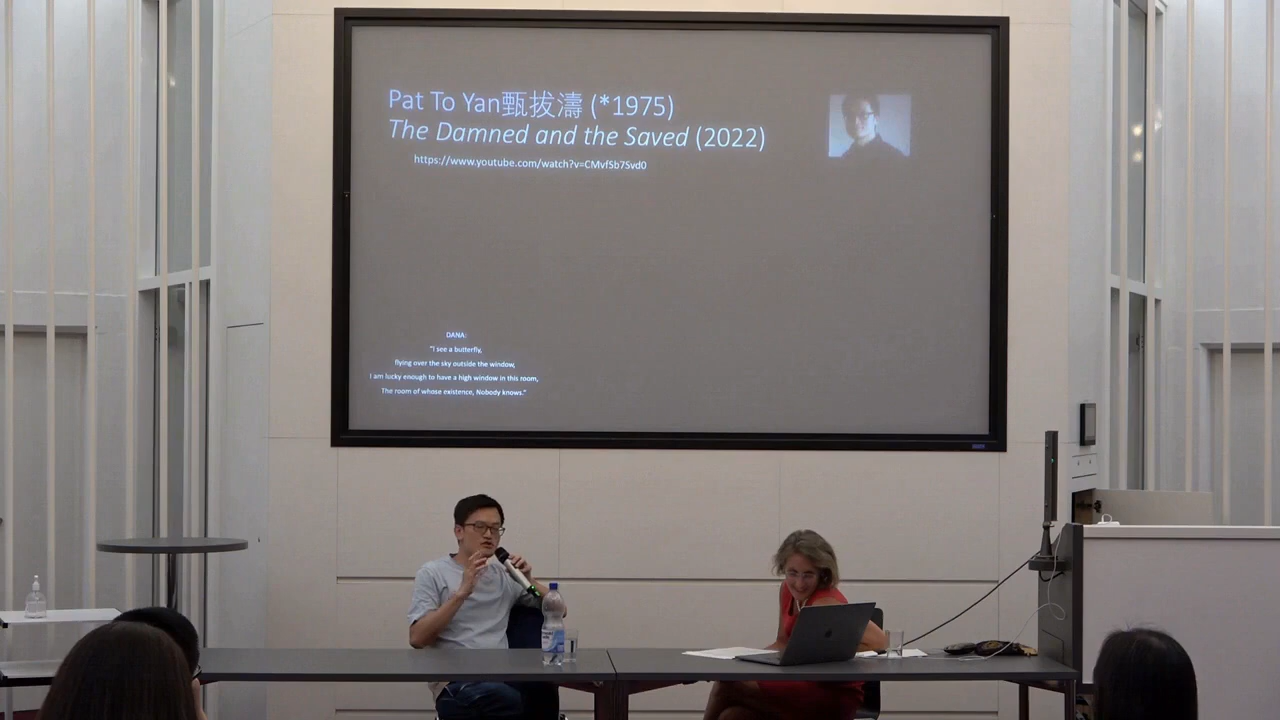 Pat To Yan甄拔濤 (*1975)
The Damned and the Saved (2022)
https://www.youtube.com/watch?v=CMvfSb7Svd0
DANA:
"I see a butterfly,
flying over the sky outside the window,
I am lucky enough to have a high window in this room,
The room of whose existence, Nobody knows."